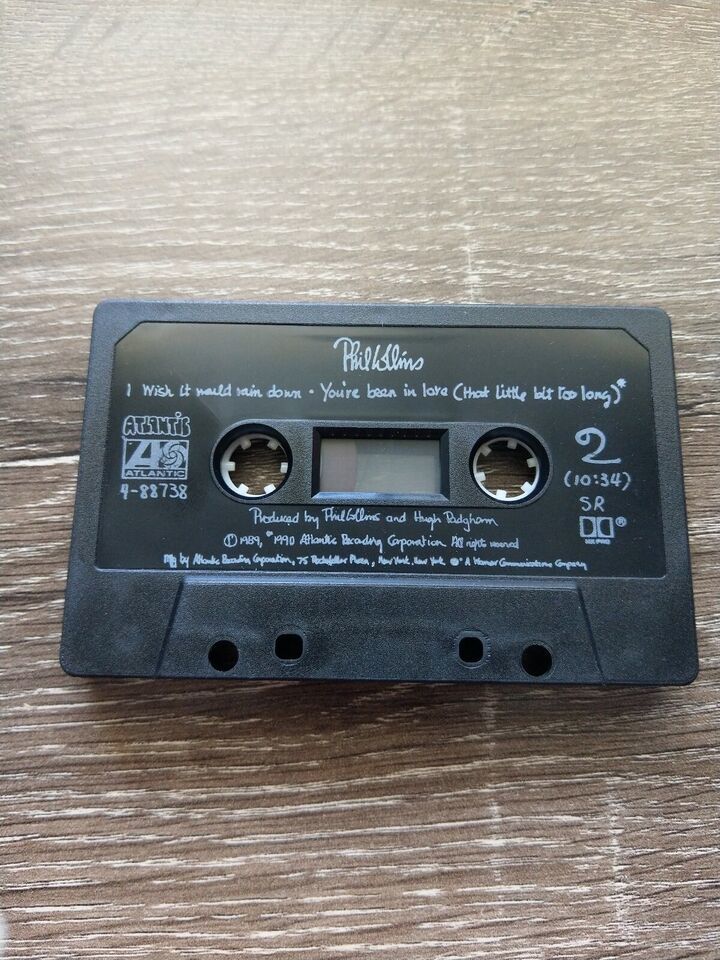 Phil Collins
I Wish it would rain down · You've been in love (that little bit too long)*
ATLANTIC
ATLANTIC
4-88738
2
(10:34)
SR
Produced by Phil Collins and Hugh Padgham
℗ 1989, *1990 Atlantic Recording Corporation. All rights reserved
Mfg by Atlantic Recording Corporation, 75 Rockefeller Plaza, New York, New York. A Warner Communications Company